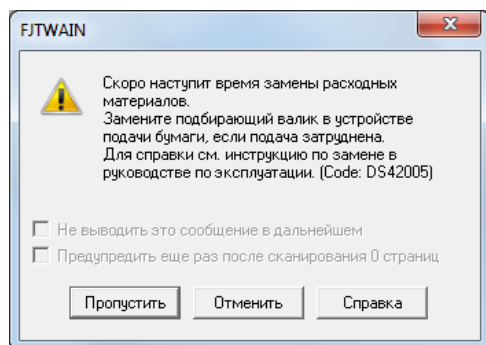 FJTWAIN
Скоро наступит время замены расходных
материалов.
Замените подбирающий валик в устройстве
подачи бумаги, если подача затруднена.
Для справки см. инструкцию по замене в
руководстве по эксплуатации. (Code: DS42005)
Не выводить это сообщение в дальнейшем
Предупредить еще раз после сканирования 0 страниц
Пропустить Отменить Справка